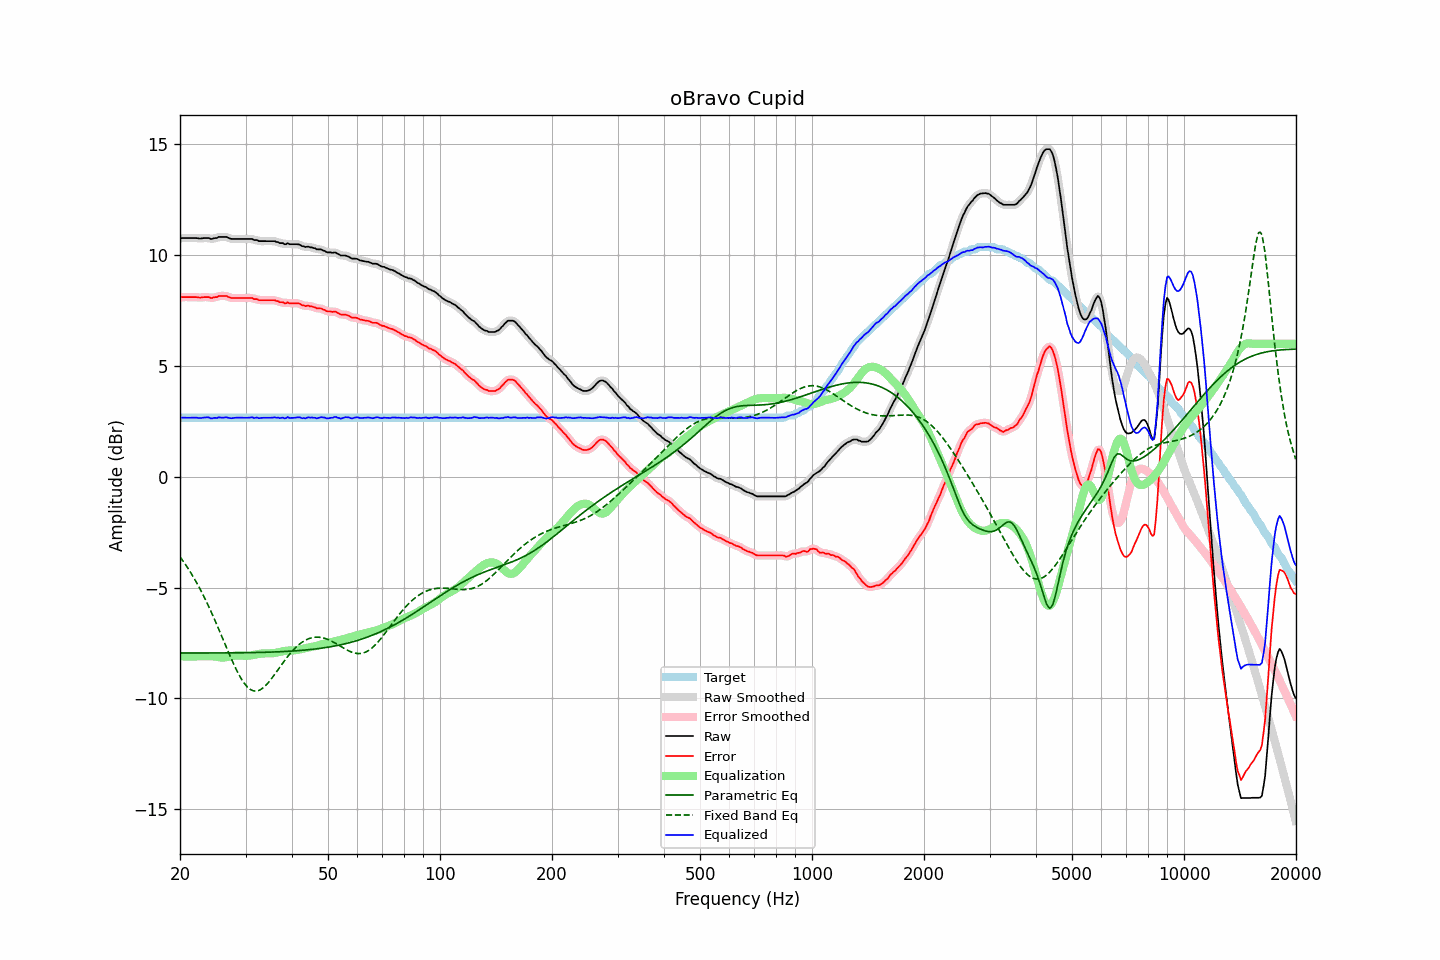 oBravo Cupid
Amplitude (dBr)
15
10
5
0
−5
−10
−15
Target
Raw Smoothed
Error Smoothed
Raw
Error
Equalization
Parametric Eq
Fixed Band Eq
Equalized
20
50
100
200
500
1000
2000
5000
10000
20000
Frequency (Hz)